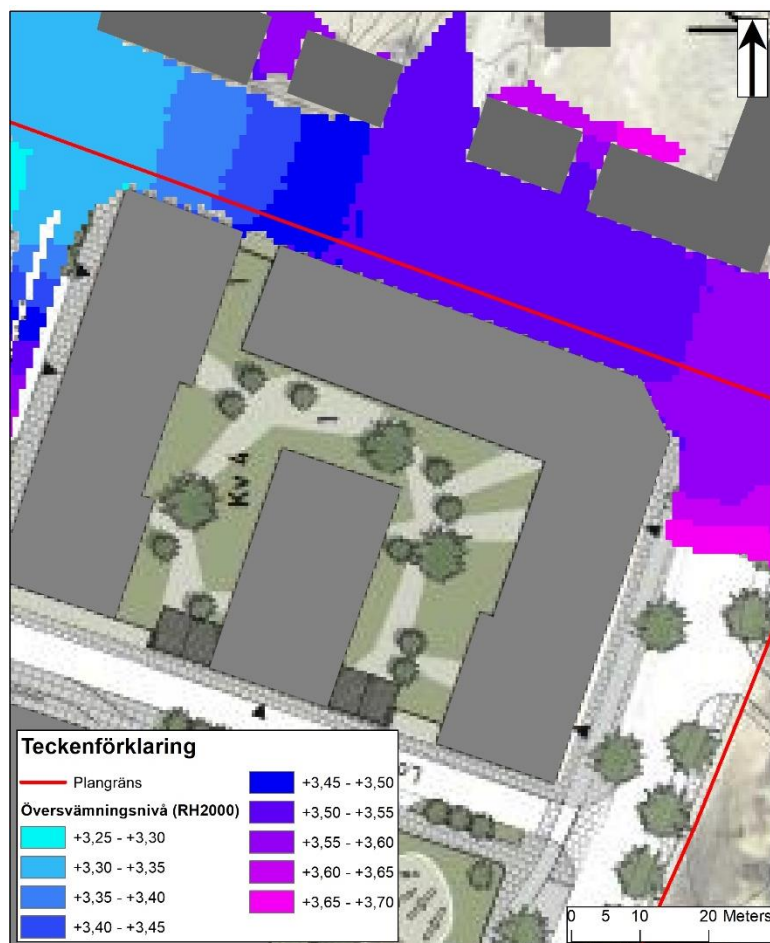 1
Kv 4
Teckenförklaring
Plangräns
Översvämningsnivå (RH2000)
+3,25 - +3,30
+3,30 - +3,35
+3,35 - +3,40
+3,40 - +3,45
+3,45 - +3,50
+3,50 - +3,55
+3,55 - +3,60
+3,60 - +3,65
+3,65 - +3,70
0 5 10 20 Meters